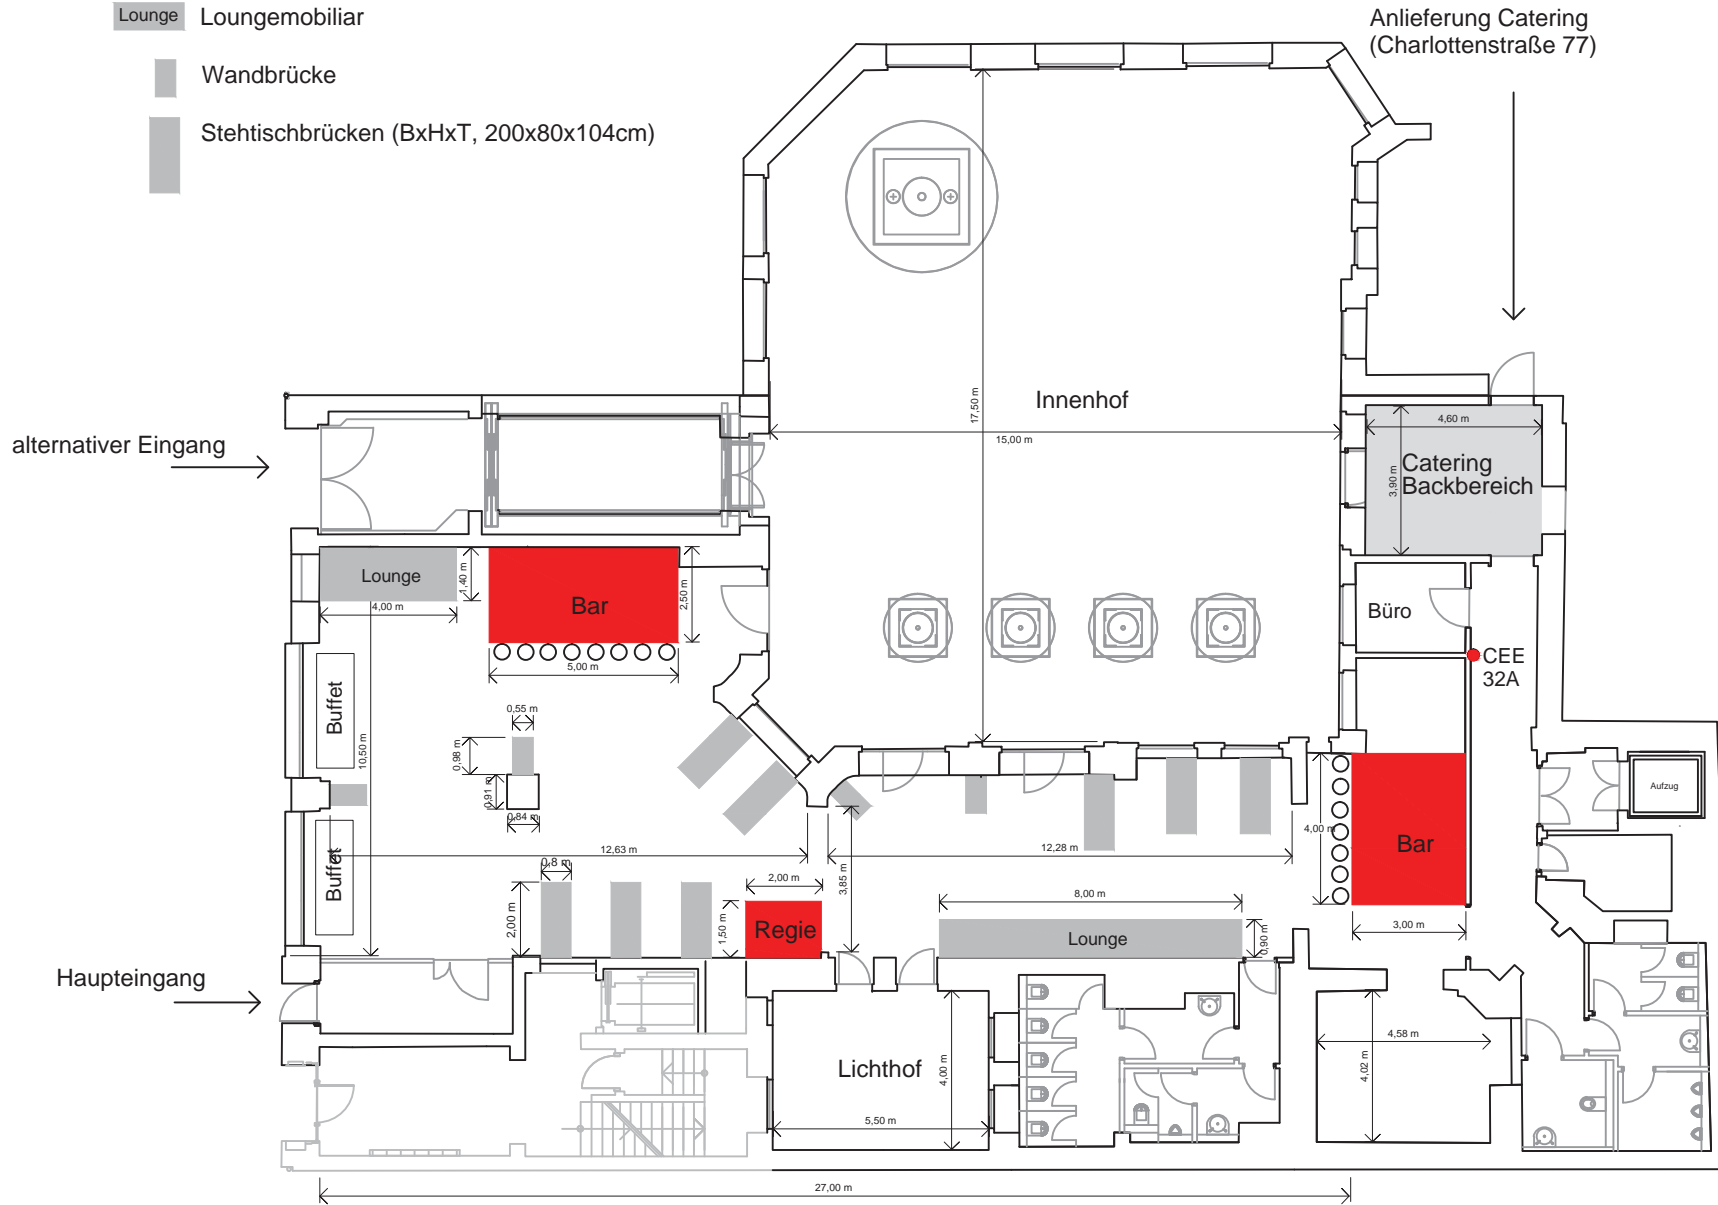 Lounge Loungemobiliar
Wandbrücke
Stehtischbrücken (BxHxT, 200x80x104cm)
Anlieferung Catering
(Charlottenstraße 77)
alternativer Eingang
Haupteingang
Innenhof
17,50 m
15,00 m
4,60 m
3,90 m
Catering
Backbereich
Büro
CEE
32A
Lounge
1,40 m
4,00 m
Bar
2,50 m
5,00 m
Buffet
10,50 m
0,55 m
0,98 m
0,91 m
0,84 m
Buffet
12,63 m
12,28 m
3,85 m
0,8 m
2,00 m
2,00 m
1,50 m
Regie
8,00 m
Lounge
0,90 m
4,00 m
Bar
3,00 m
Aufzug
Lichthof
4,00 m
5,50 m
4,58 m
4,02 m
27,00 m